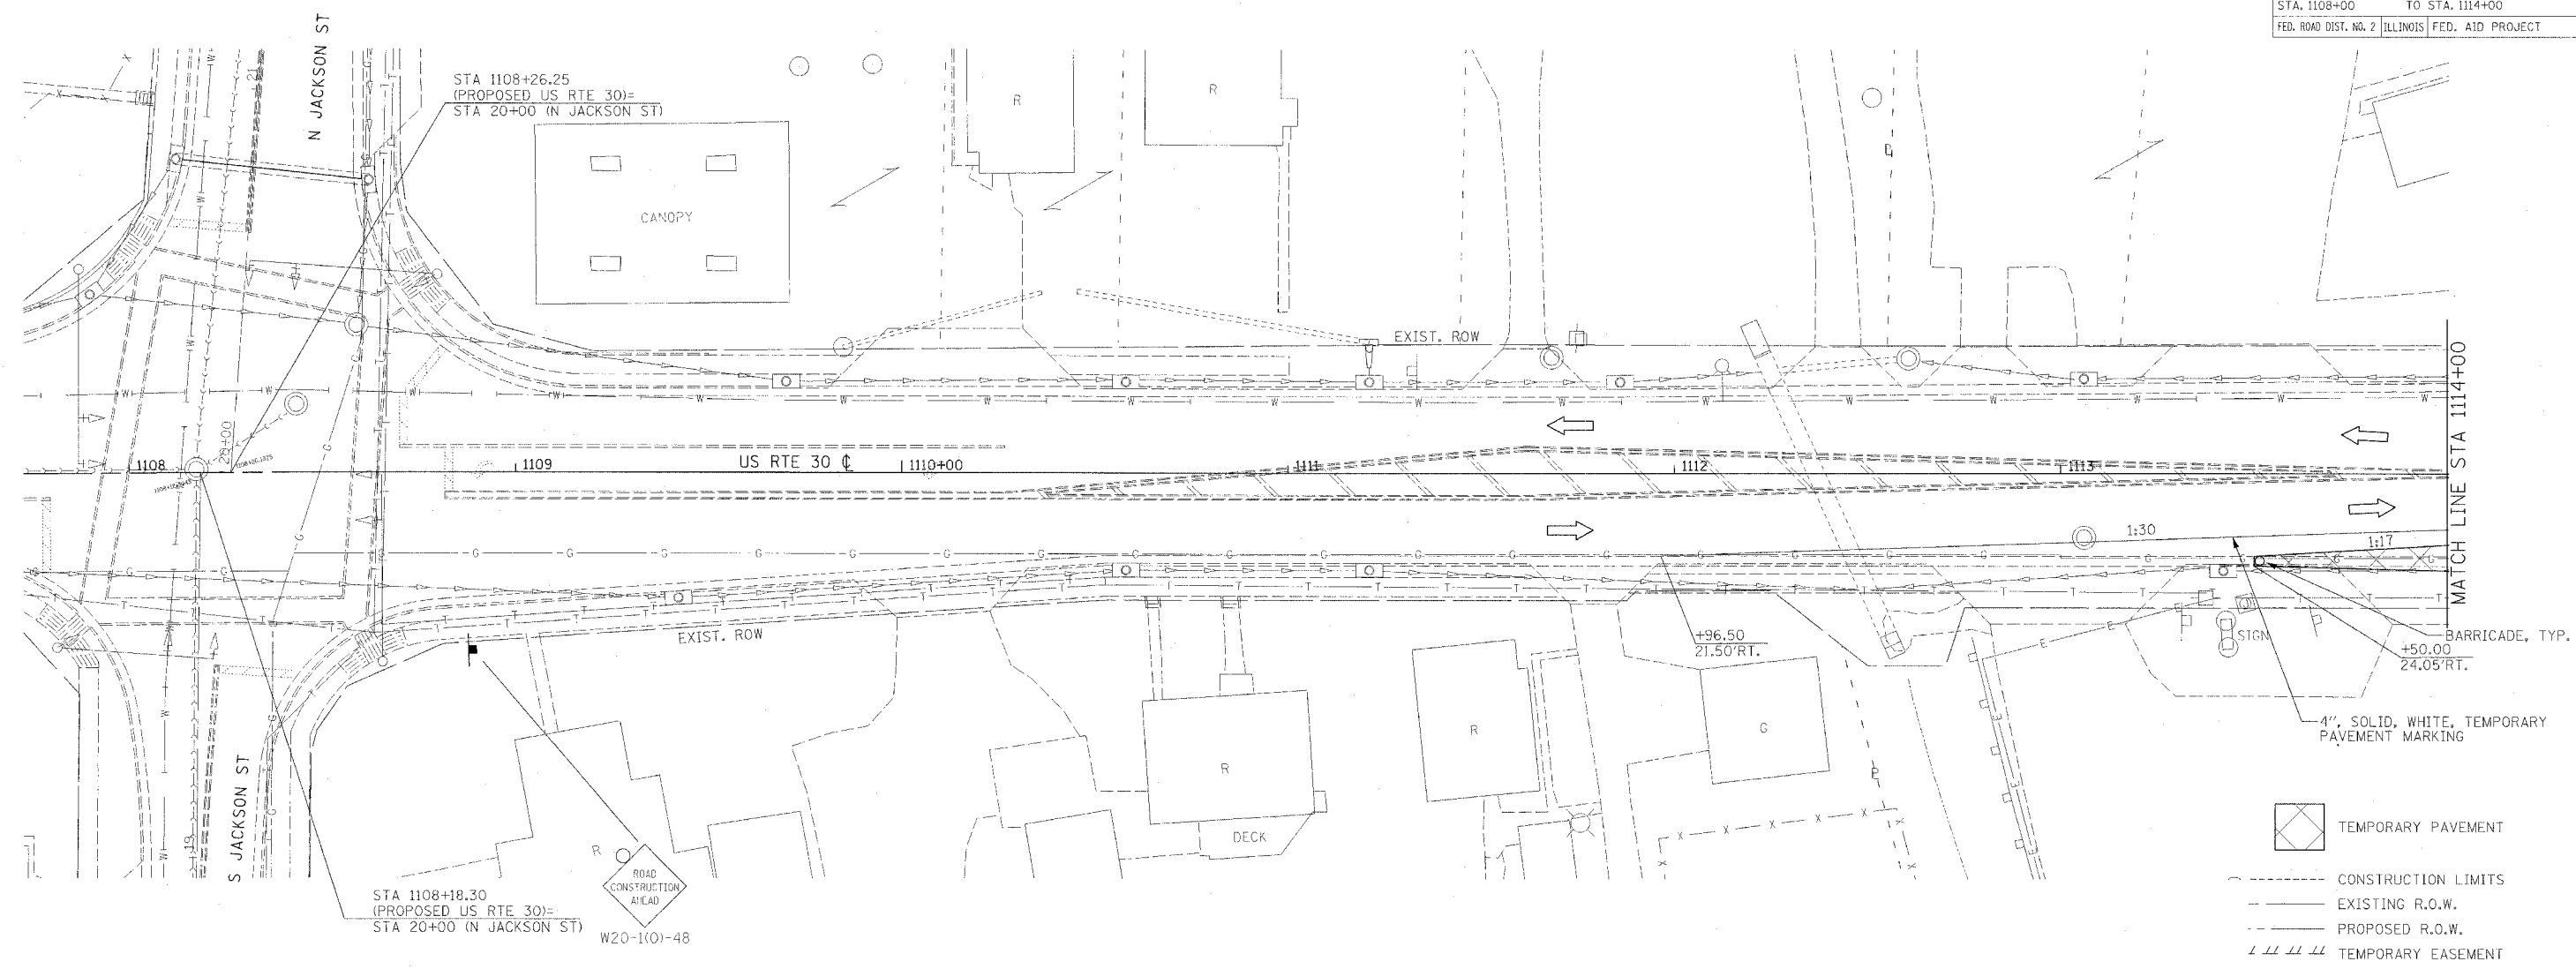 STA. 1108+00 TO STA. 1114+00
FED. ROAD DIST. NO. 2 ILLINOIS FED. AID PROJECT
N JACKSON ST
21
STA 1108+26.25
(PROPOSED US RTE 30)=
STA 20+00 (N JACKSON ST)
R
R
CANOPY
D
EXIST. ROW
MATCH LINE STA 1114+00
20+00
1108
1109
US RTE 30 ℄
1110+00
1111
1112
1113
1:30
1:17
EXIST. ROW
+96.50
21.50'RT.
SIGN
BARRICADE, TYP.
+50.00
24.05'RT.
4", SOLID, WHITE, TEMPORARY
PAVEMENT MARKING
S JACKSON ST
19
R
R
G
P
DECK
R
ROAD
CONSTRUCTION
AHEAD
W20-1(O)-48
STA 1108+18.30
(PROPOSED US RTE 30)=
STA 20+00 (N JACKSON ST)
TEMPORARY PAVEMENT
CONSTRUCTION LIMITS
EXISTING R.O.W.
PROPOSED R.O.W.
TEMPORARY EASEMENT